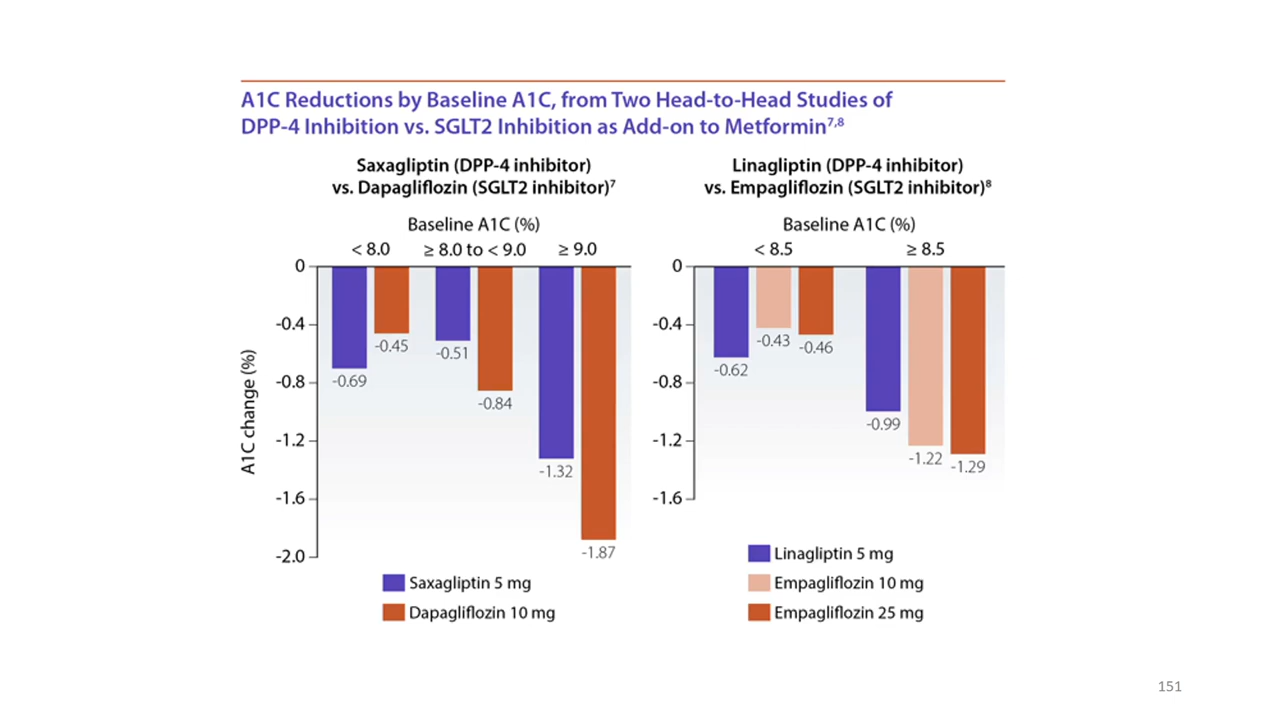 A1C Reductions by Baseline A1C, from Two Head-to-Head Studies of
DPP-4 Inhibition vs. SGLT2 Inhibition as Add-on to Metformin7,8
Saxagliptin (DPP-4 inhibitor)
vs. Dapagliflozin (SGLT2 inhibitor)7
Baseline A1C (%)
< 8.0 ≥ 8.0 to < 9.0 ≥ 9.0
0
-0.4
-0.8
-1.2
-1.6
-2.0
A1C change (%)
-0.69
-0.45
-0.51
-0.84
-1.32
-1.87
Saxagliptin 5 mg
Dapagliflozin 10 mg
Linagliptin (DPP-4 inhibitor)
vs. Empagliflozin (SGLT2 inhibitor)8
Baseline A1C (%)
< 8.5 ≥ 8.5
0
-0.4
-0.8
-1.2
-1.6
-0.62
-0.43
-0.46
-0.99
-1.22
-1.29
Linagliptin 5 mg
Empagliflozin 10 mg
Empagliflozin 25 mg
151